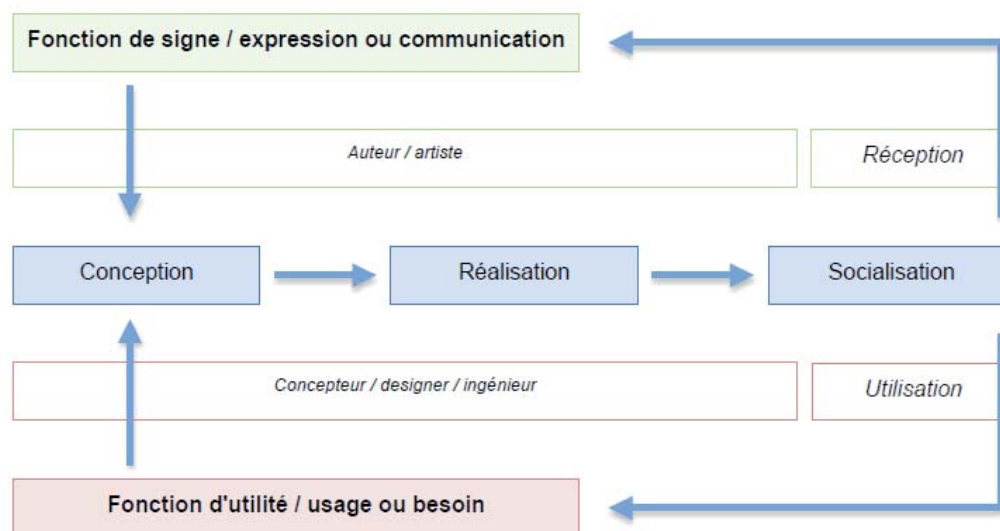 Fonction de signe / expression ou communication
Auteur / artiste
Réception
Conception
Réalisation
Socialisation
Concepteur / designer / ingénieur
Utilisation
Fonction d'utilité / usage ou besoin